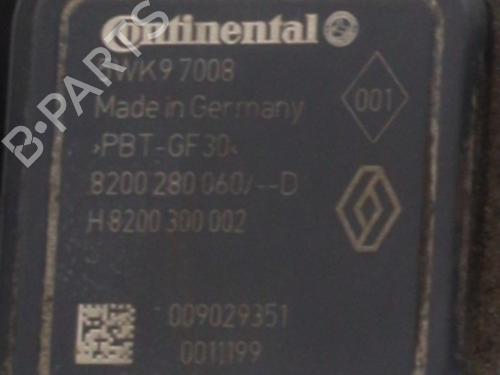 Continental
5WK9 7008
Made in Germany
001
›PBT-GF30‹
8200 280 060/--D
H 8200 300 002
009029351
0011199
B-PARTS